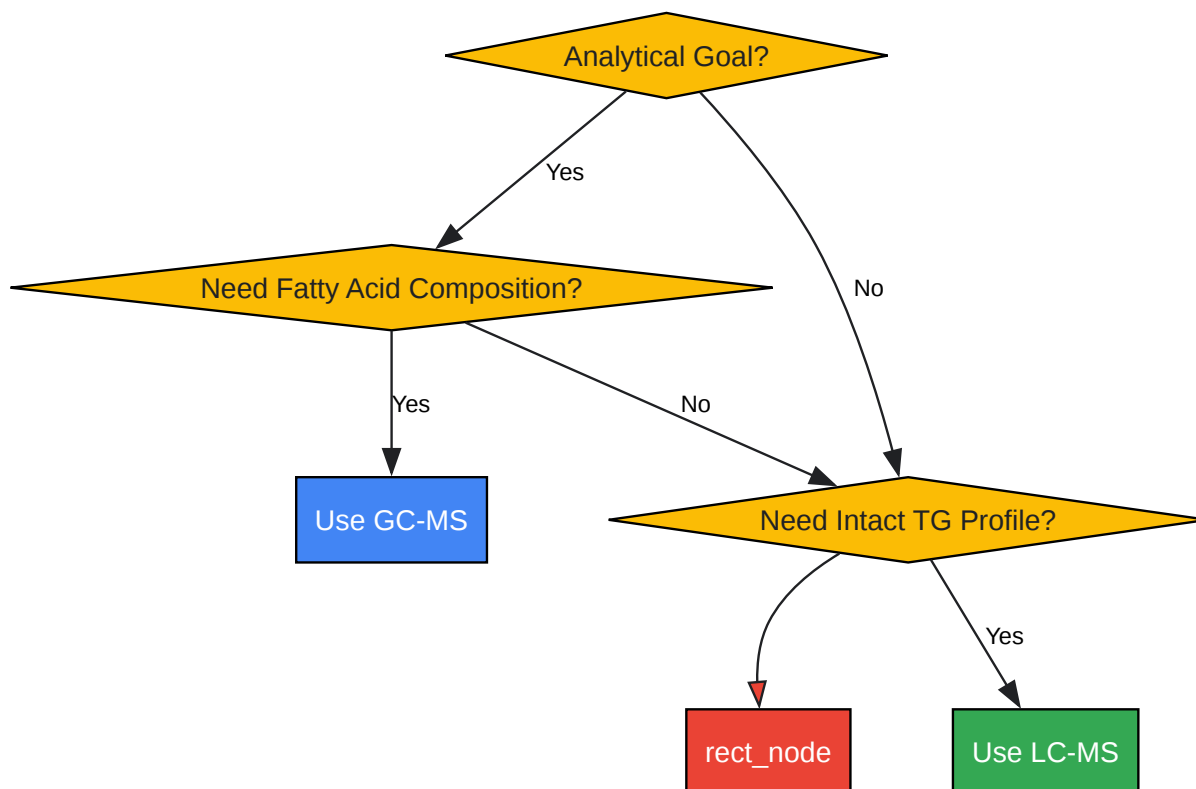 Analytical Goal?
Yes
No
Need Fatty Acid Composition?
Yes
No
Use GC-MS
Need Intact TG Profile?
Yes
rect_node
Use LC-MS